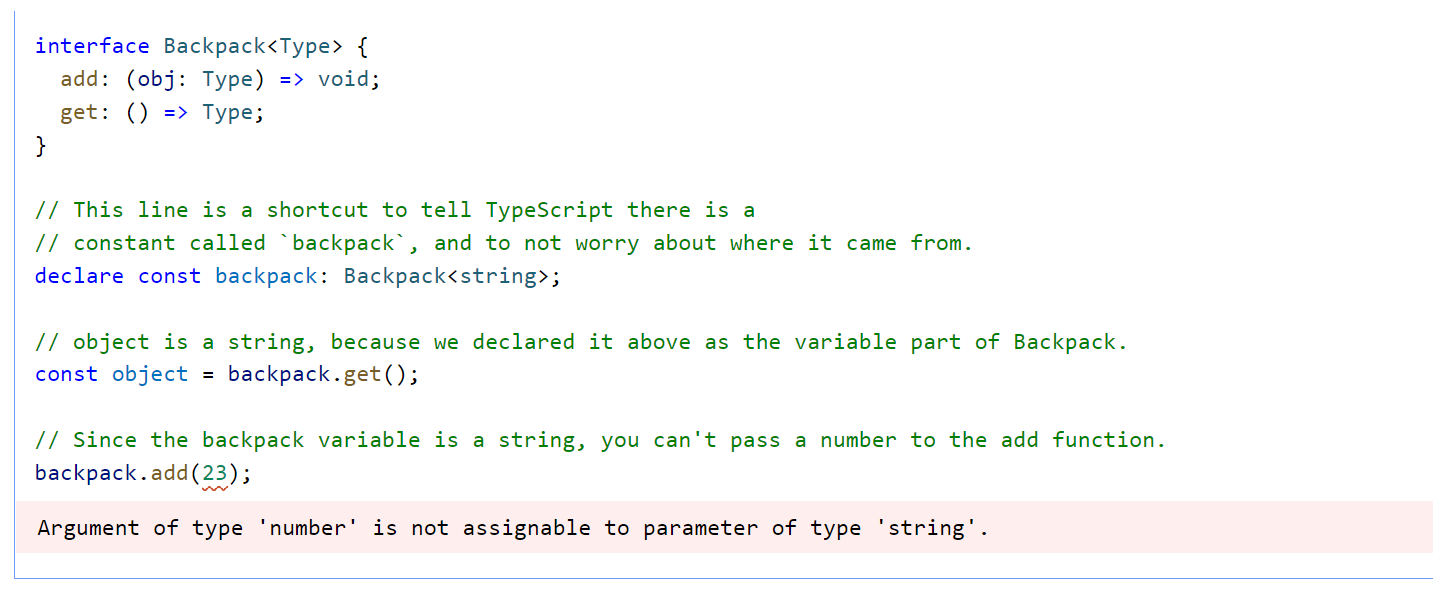 interface Backpack<Type> {
  add: (obj: Type) => void;
  get: () => Type;
}
// This line is a shortcut to tell TypeScript there is a
// constant called `backpack`, and to not worry about where it came from.
declare const backpack: Backpack<string>;
// object is a string, because we declared it above as the variable part of Backpack.
const object = backpack.get();
// Since the backpack variable is a string, you can't pass a number to the add function.
backpack.add(23);
Argument of type 'number' is not assignable to parameter of type 'string'.